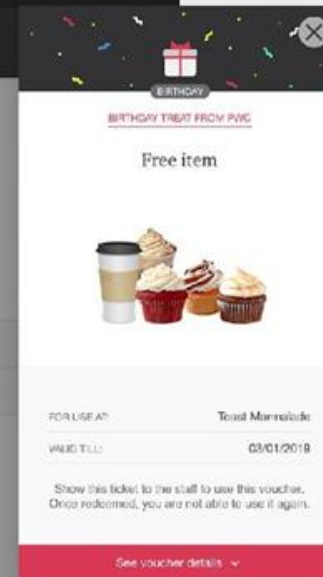 BIRTHDAY
BIRTHDAY TREAT FROM PWC
Free item
FOR USE AT: Toast Marmalade
VALID TILL: 03/01/2019
Show this ticket to the staff to use this voucher.
Once redeemed, you are not able to use it again.
See voucher details